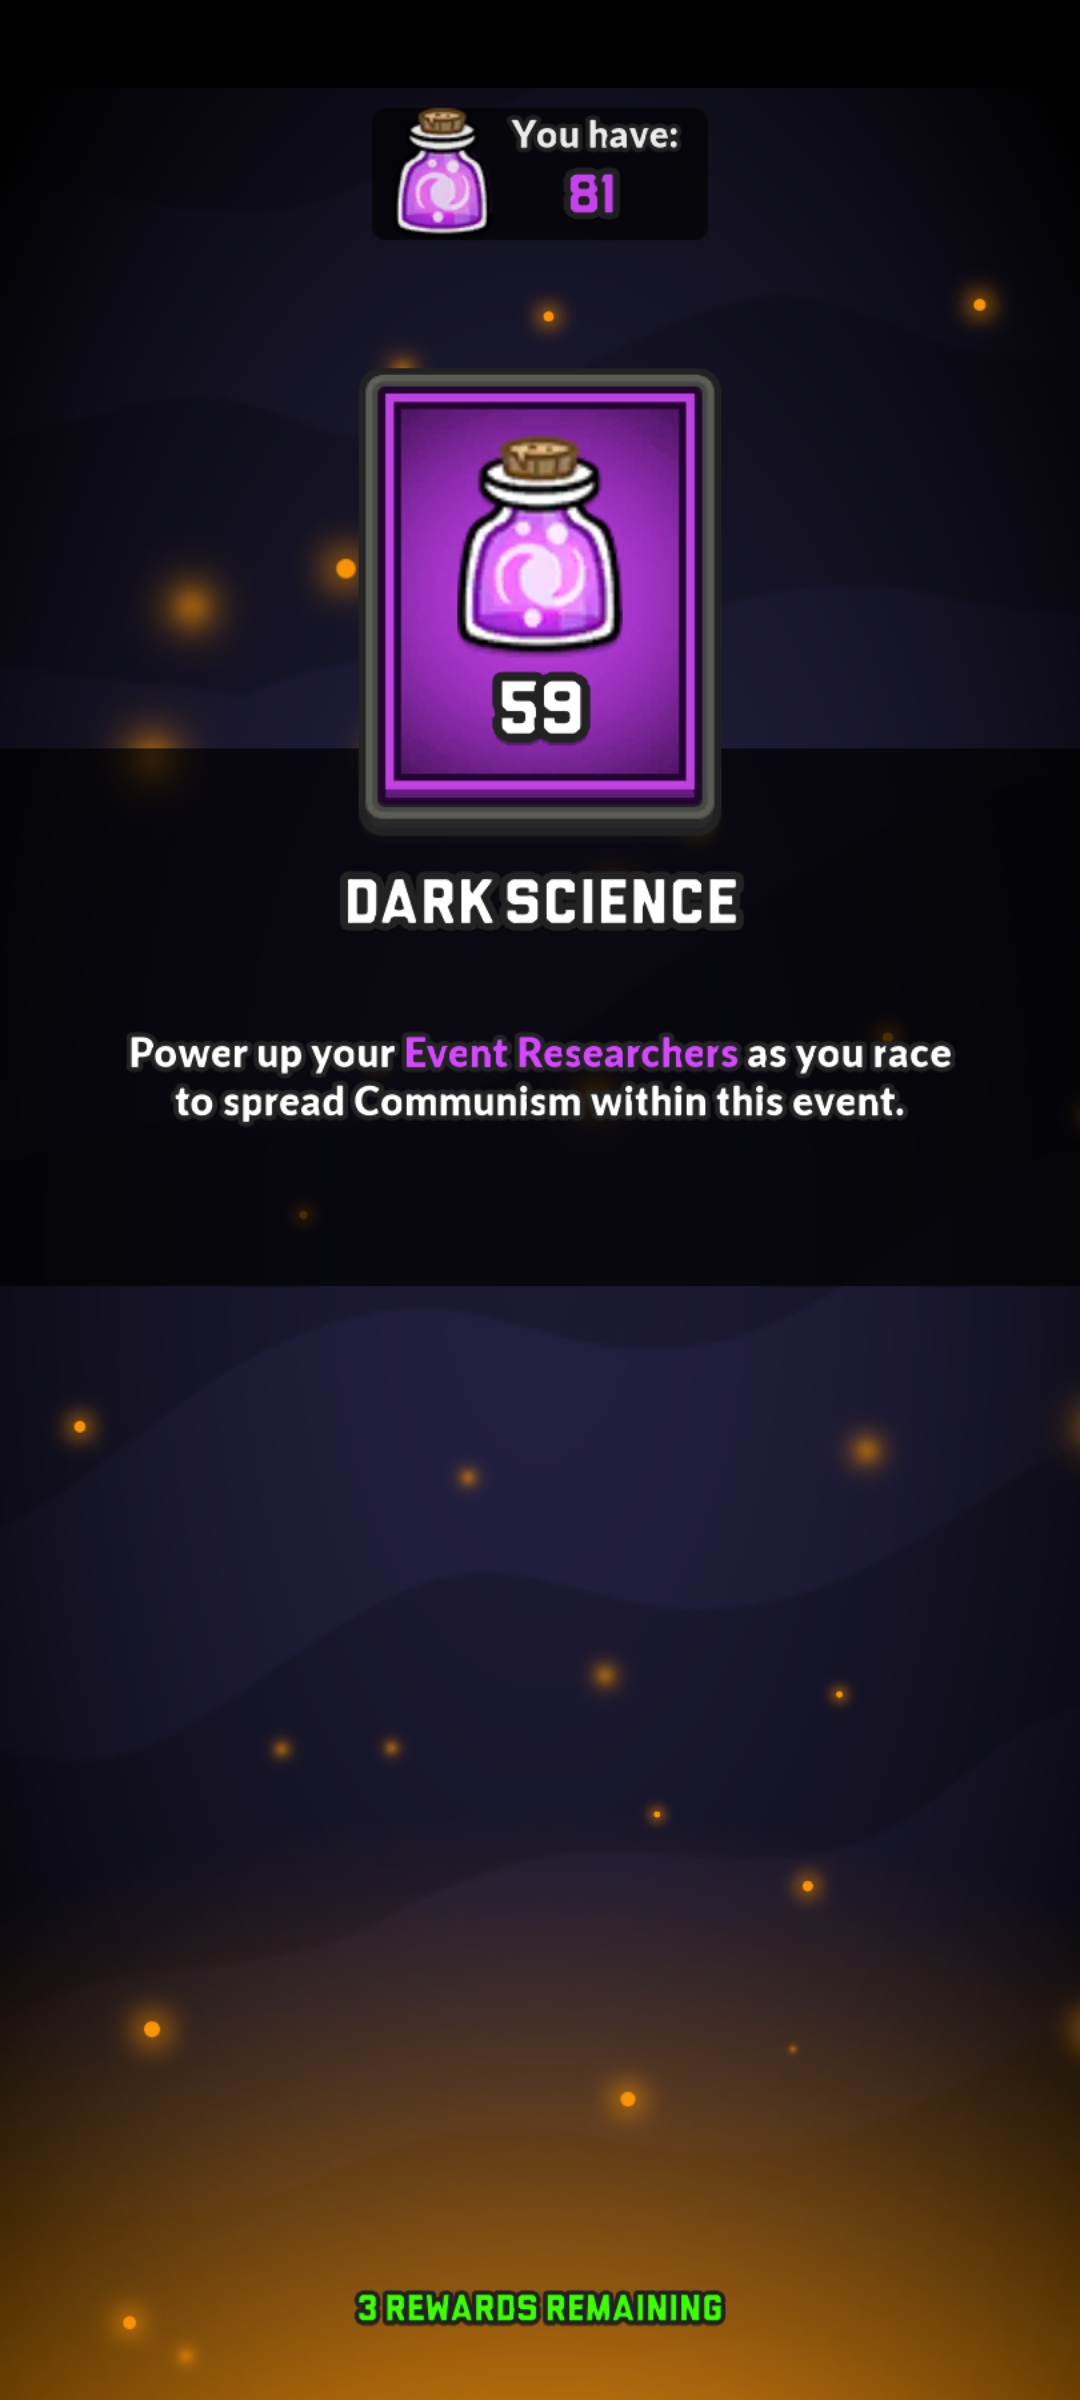 You have:
81
59
DARK SCIENCE
Power up your Event Researchers as you race
to spread Communism within this event.
3 REWARDS REMAINING